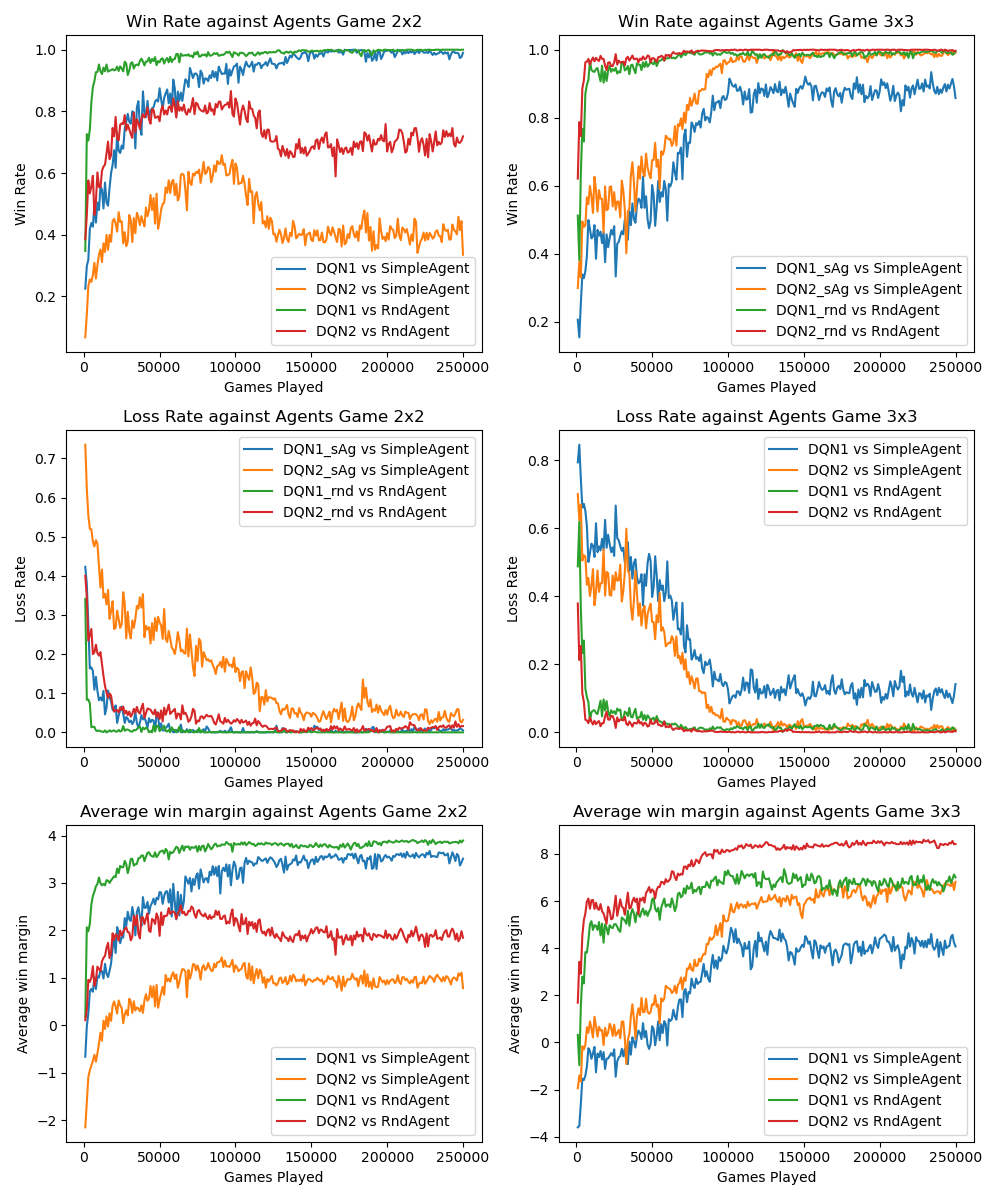 Win Rate against Agents Game 2x2
Win Rate
1.0
0.8
0.6
0.4
0.2
DQN1 vs SimpleAgent
DQN2 vs SimpleAgent
DQN1 vs RndAgent
DQN2 vs RndAgent
0 50000 100000 150000 200000 250000
Games Played
Win Rate against Agents Game 3x3
Win Rate
1.0
0.8
0.6
0.4
0.2
DQN1_sAg vs SimpleAgent
DQN2_sAg vs SimpleAgent
DQN1_rnd vs RndAgent
DQN2_rnd vs RndAgent
0 50000 100000 150000 200000 250000
Games Played
Loss Rate against Agents Game 2x2
Loss Rate
0.7
0.6
0.5
0.4
0.3
0.2
0.1
0.0
DQN1_sAg vs SimpleAgent
DQN2_sAg vs SimpleAgent
DQN1_rnd vs RndAgent
DQN2_rnd vs RndAgent
0 50000 100000 150000 200000 250000
Games Played
Loss Rate against Agents Game 3x3
Loss Rate
0.8
0.6
0.4
0.2
0.0
DQN1 vs SimpleAgent
DQN2 vs SimpleAgent
DQN1 vs RndAgent
DQN2 vs RndAgent
0 50000 100000 150000 200000 250000
Games Played
Average win margin against Agents Game 2x2
Average win margin
4
3
2
1
0
−1
−2
DQN1 vs SimpleAgent
DQN2 vs SimpleAgent
DQN1 vs RndAgent
DQN2 vs RndAgent
0 50000 100000 150000 200000 250000
Games Played
Average win margin against Agents Game 3x3
Average win margin
8
6
4
2
0
−2
−4
DQN1 vs SimpleAgent
DQN2 vs SimpleAgent
DQN1 vs RndAgent
DQN2 vs RndAgent
0 50000 100000 150000 200000 250000
Games Played